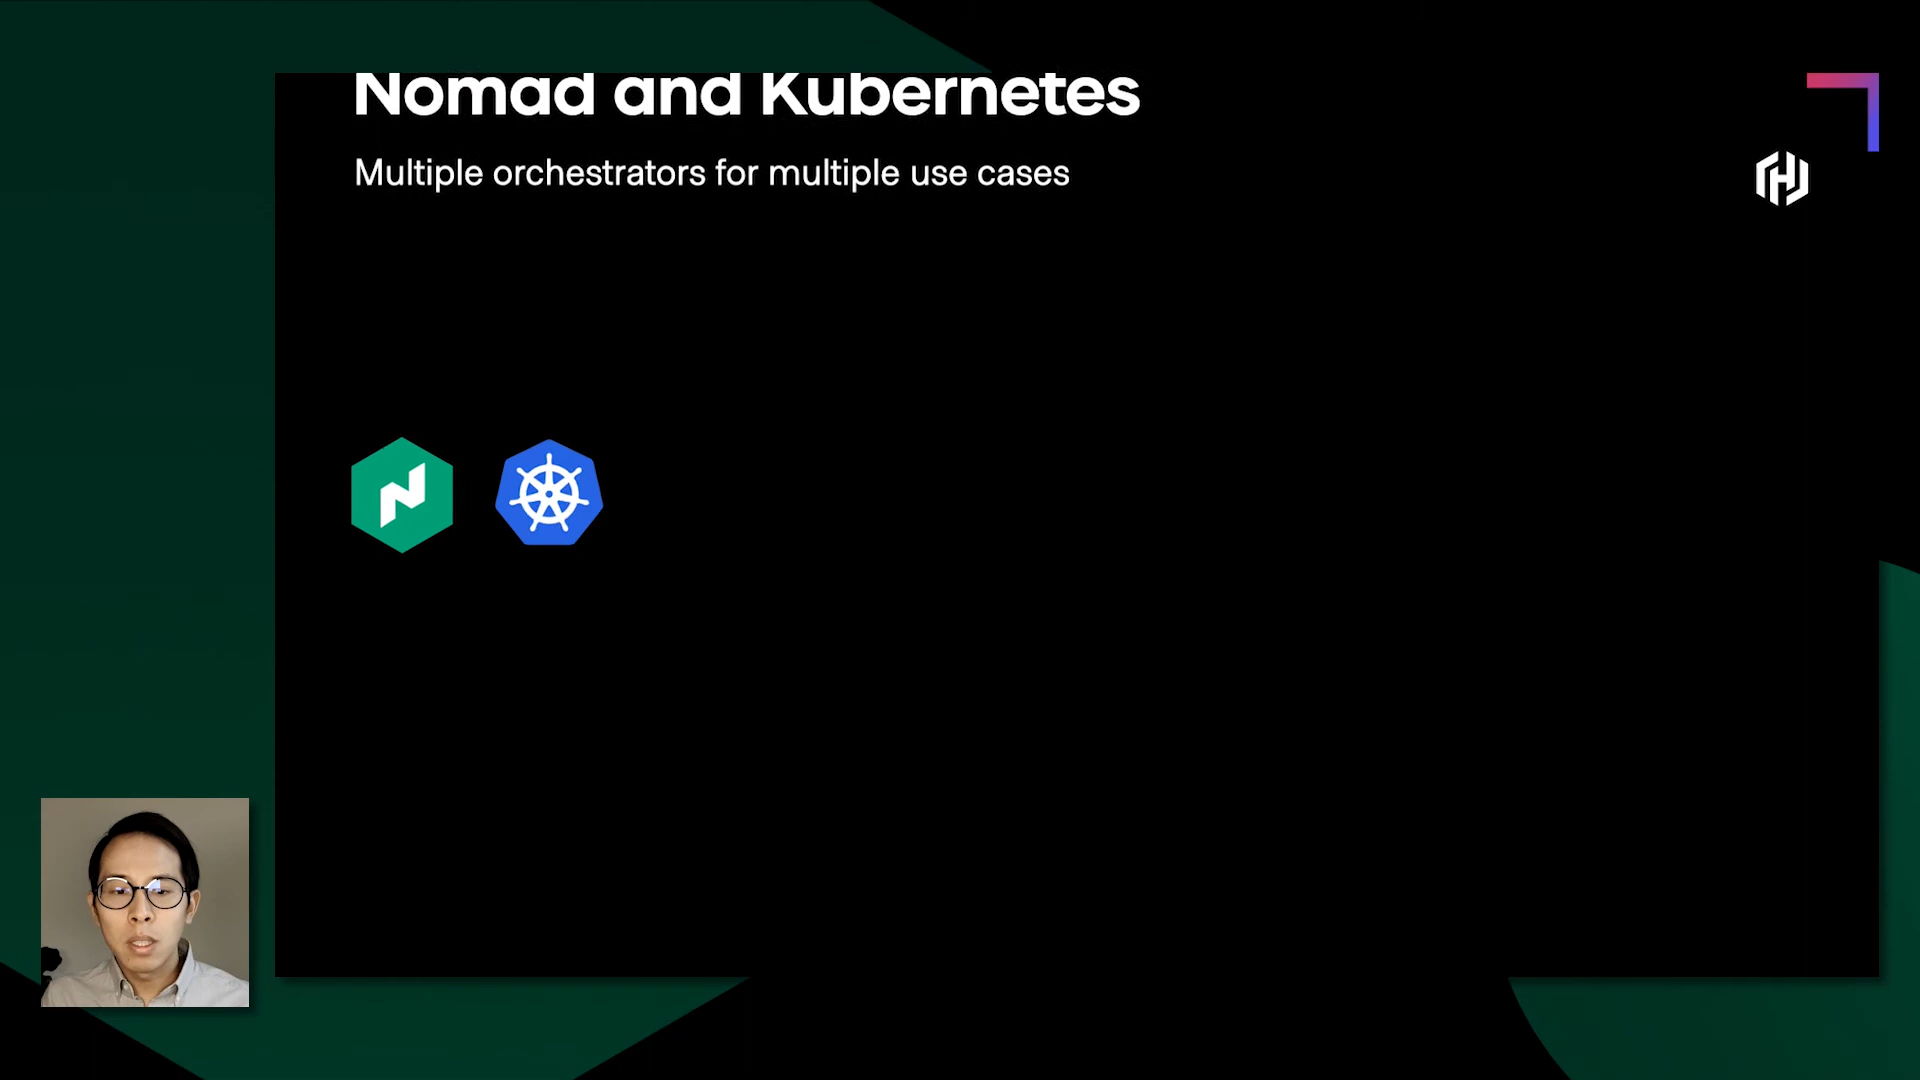 Nomad and Kubernetes
Multiple orchestrators for multiple use cases